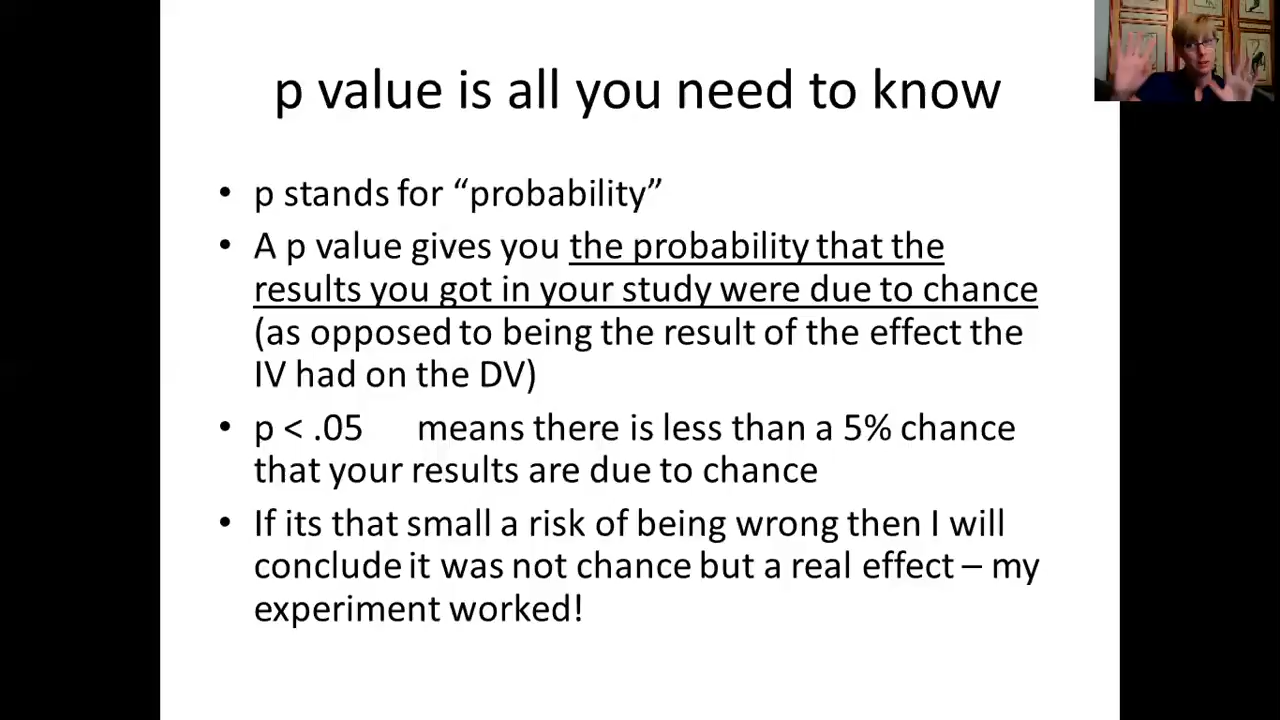 p value is all you need to know
• p stands for “probability”
• A p value gives you the probability that the
results you got in your study were due to chance
(as opposed to being the result of the effect the
IV had on the DV)
• p < .05 means there is less than a 5% chance
that your results are due to chance
• If its that small a risk of being wrong then I will
conclude it was not chance but a real effect – my
experiment worked!